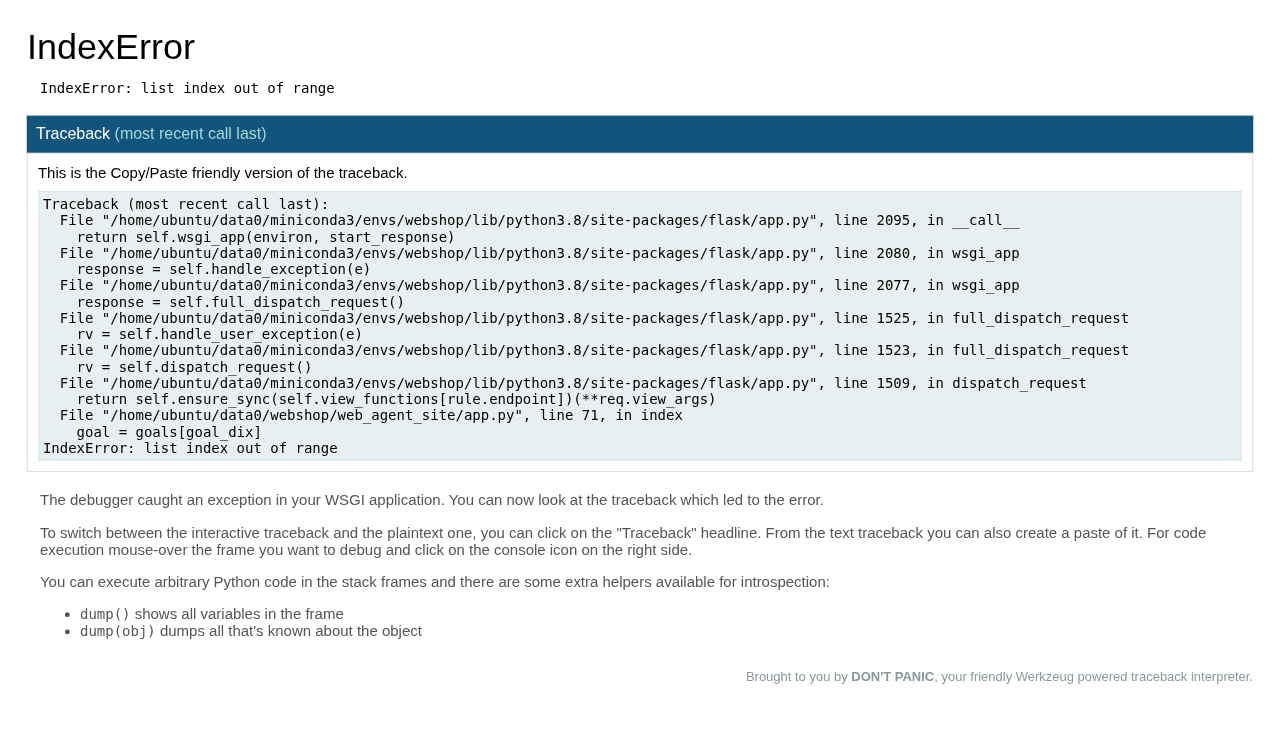 IndexError
IndexError: list index out of range
Traceback (most recent call last)
This is the Copy/Paste friendly version of the traceback.
Traceback (most recent call last):
  File "/home/ubuntu/data0/miniconda3/envs/webshop/lib/python3.8/site-packages/flask/app.py", line 2095, in __call__
    return self.wsgi_app(environ, start_response)
  File "/home/ubuntu/data0/miniconda3/envs/webshop/lib/python3.8/site-packages/flask/app.py", line 2080, in wsgi_app
    response = self.handle_exception(e)
  File "/home/ubuntu/data0/miniconda3/envs/webshop/lib/python3.8/site-packages/flask/app.py", line 2077, in wsgi_app
    response = self.full_dispatch_request()
  File "/home/ubuntu/data0/miniconda3/envs/webshop/lib/python3.8/site-packages/flask/app.py", line 1525, in full_dispatch_request
    rv = self.handle_user_exception(e)
  File "/home/ubuntu/data0/miniconda3/envs/webshop/lib/python3.8/site-packages/flask/app.py", line 1523, in full_dispatch_request
    rv = self.dispatch_request()
  File "/home/ubuntu/data0/miniconda3/envs/webshop/lib/python3.8/site-packages/flask/app.py", line 1509, in dispatch_request
    return self.ensure_sync(self.view_functions[rule.endpoint])(**req.view_args)
  File "/home/ubuntu/data0/webshop/web_agent_site/app.py", line 71, in index
    goal = goals[goal_dix]
IndexError: list index out of range
The debugger caught an exception in your WSGI application. You can now look at the traceback which led to the error.
To switch between the interactive traceback and the plaintext one, you can click on the "Traceback" headline. From the text traceback you can also create a paste of it. For code
execution mouse-over the frame you want to debug and click on the console icon on the right side.
You can execute arbitrary Python code in the stack frames and there are some extra helpers available for introspection:
• dump() shows all variables in the frame
• dump(obj) dumps all that's known about the object
Brought to you by DON'T PANIC, your friendly Werkzeug powered traceback interpreter.